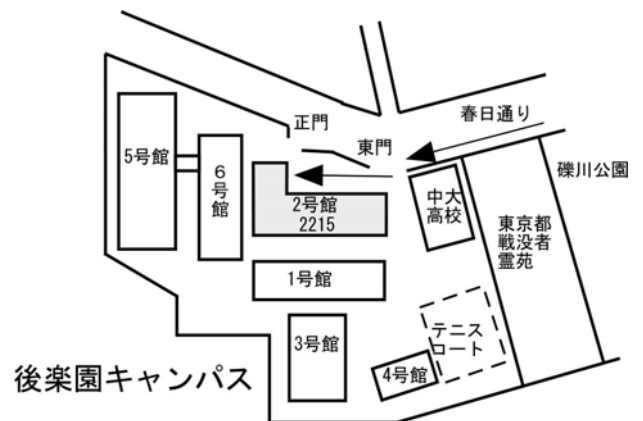 春日通り
正門
東門
礫川公園
5号館
6
号
館
2号館
2215
中大
高校
東京都
戦没者
霊苑
1号館
テニス
コート
3号館
4号館
後楽園キャンパス